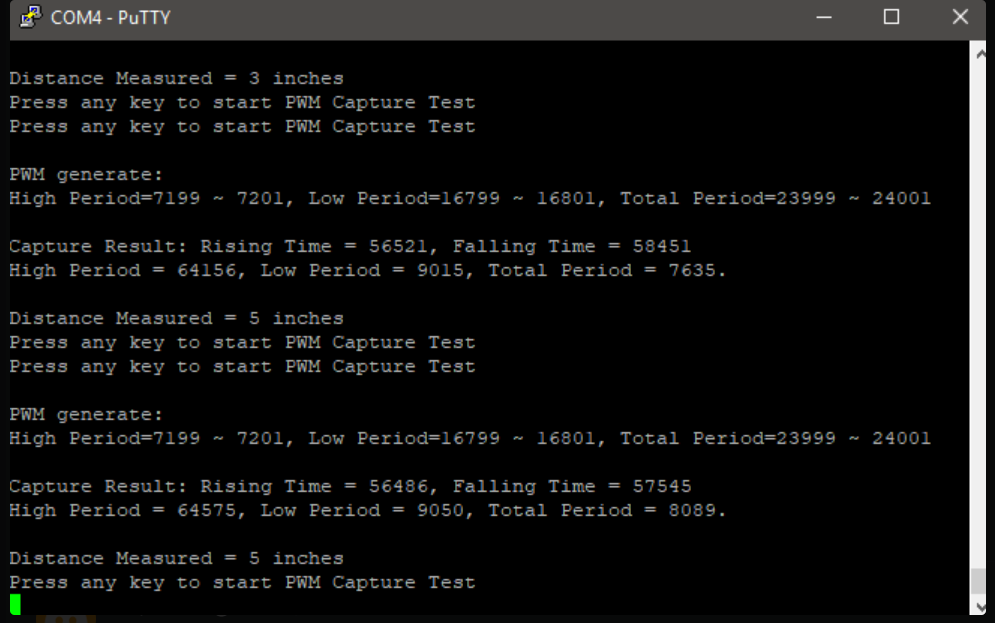 COM4 - PuTTY
Distance Measured = 3 inches
Press any key to start PWM Capture Test
Press any key to start PWM Capture Test
PWM generate:
High Period=7199 ~ 7201, Low Period=16799 ~ 16801, Total Period=23999 ~ 24001
Capture Result: Rising Time = 56521, Falling Time = 58451
High Period = 64156, Low Period = 9015, Total Period = 7635.
Distance Measured = 5 inches
Press any key to start PWM Capture Test
Press any key to start PWM Capture Test
PWM generate:
High Period=7199 ~ 7201, Low Period=16799 ~ 16801, Total Period=23999 ~ 24001
Capture Result: Rising Time = 56486, Falling Time = 57545
High Period = 64575, Low Period = 9050, Total Period = 8089.
Distance Measured = 5 inches
Press any key to start PWM Capture Test